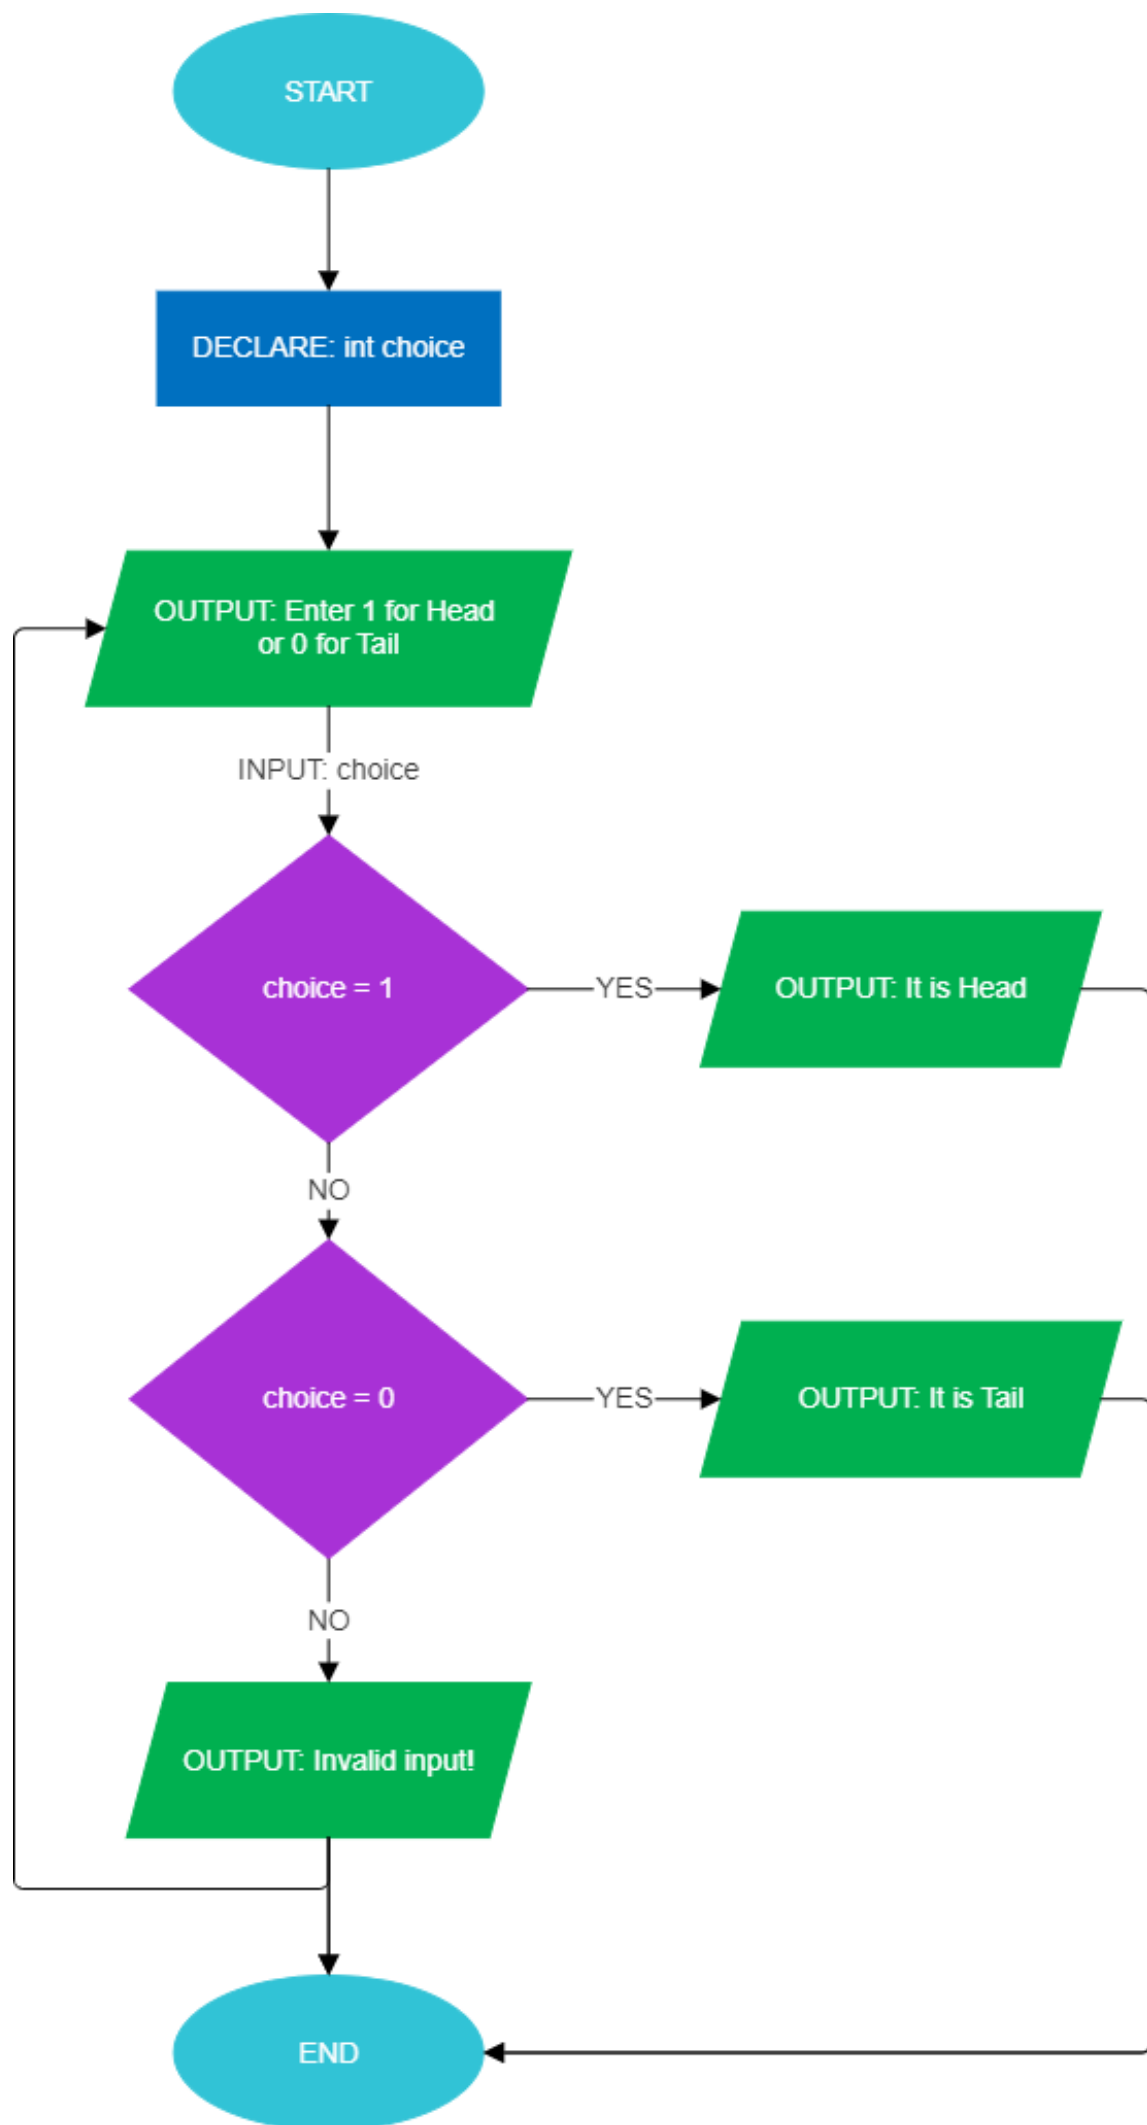 START
DECLARE: int choice
OUTPUT: Enter 1 for Head
or 0 for Tail
INPUT: choice
choice = 1
YES
OUTPUT: It is Head
NO
choice = 0
YES
OUTPUT: It is Tail
NO
OUTPUT: Invalid input!
END